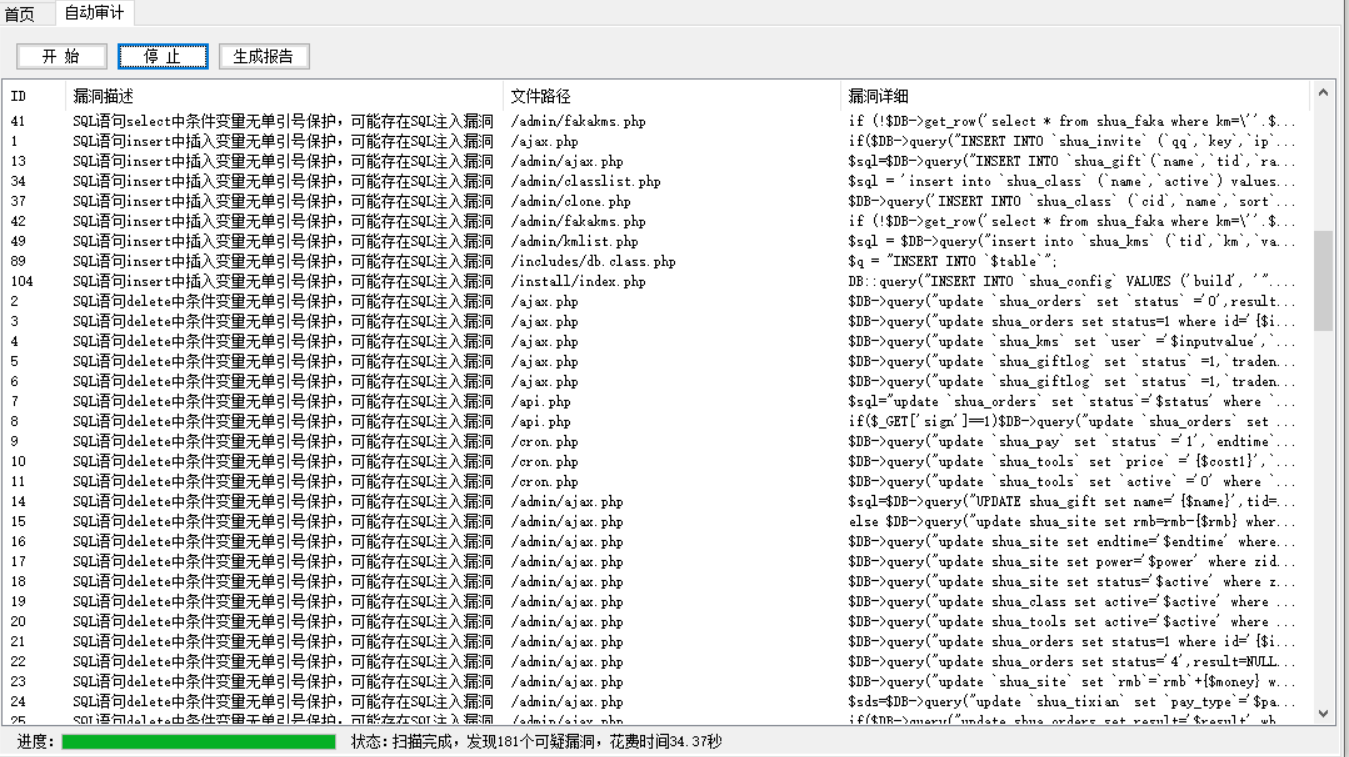 首页 自动审计
开 始 停 止 生成报告
ID 漏洞描述 文件路径 漏洞详细
41 SQL语句select中条件变量无单引号保护，可能存在SQL注入漏洞 /admin/fakakms.php if (!$DB->get_row('select * from shua_faka where km=\''.$...
1 SQL语句insert中插入变量无单引号保护，可能存在SQL注入漏洞 /ajax.php if($DB->query("INSERT INTO `shua_invite` (`qq`,`key`,`ip`...
13 SQL语句insert中插入变量无单引号保护，可能存在SQL注入漏洞 /admin/ajax.php $sql=$DB->query("INSERT INTO `shua_gift`(`name`,`tid`,`ra...
34 SQL语句insert中插入变量无单引号保护，可能存在SQL注入漏洞 /admin/classlist.php $sql = 'insert into `shua_class` (`name`,`active`) values...
37 SQL语句insert中插入变量无单引号保护，可能存在SQL注入漏洞 /admin/clone.php $DB->query('INSERT INTO `shua_class` (`cid`,`name`,`sort`...
42 SQL语句insert中插入变量无单引号保护，可能存在SQL注入漏洞 /admin/fakakms.php if (!$DB->get_row('select * from shua_faka where km=\''.$...
49 SQL语句insert中插入变量无单引号保护，可能存在SQL注入漏洞 /admin/kmlist.php $sql = $DB->query("insert into `shua_kms` (`tid`,`km`,`va...
89 SQL语句insert中插入变量无单引号保护，可能存在SQL注入漏洞 /includes/db.class.php $q = "INSERT INTO `$table`";
104 SQL语句insert中插入变量无单引号保护，可能存在SQL注入漏洞 /install/index.php DB::query("INSERT INTO `shua_config` VALUES ('build', '"....
2 SQL语句delete中条件变量无单引号保护，可能存在SQL注入漏洞 /ajax.php $DB->query("update `shua_orders` set `status` ='0',result...
3 SQL语句delete中条件变量无单引号保护，可能存在SQL注入漏洞 /ajax.php $DB->query("update shua_orders set status=1 where id='{$i...
4 SQL语句delete中条件变量无单引号保护，可能存在SQL注入漏洞 /ajax.php $DB->query("update `shua_kms` set `user` ='$inputvalue',`...
5 SQL语句delete中条件变量无单引号保护，可能存在SQL注入漏洞 /ajax.php $DB->query("update `shua_giftlog` set `status` =1,`traden...
6 SQL语句delete中条件变量无单引号保护，可能存在SQL注入漏洞 /ajax.php $DB->query("update `shua_giftlog` set `status` =1,`traden...
7 SQL语句delete中条件变量无单引号保护，可能存在SQL注入漏洞 /api.php $sql="update `shua_orders` set `status`='$status' where `...
8 SQL语句delete中条件变量无单引号保护，可能存在SQL注入漏洞 /api.php if($_GET['sign']==1)$DB->query("update `shua_orders` set ...
9 SQL语句delete中条件变量无单引号保护，可能存在SQL注入漏洞 /cron.php $DB->query("update `shua_pay` set `status` ='1',`endtime`...
10 SQL语句delete中条件变量无单引号保护，可能存在SQL注入漏洞 /cron.php $DB->query("update `shua_tools` set `price` ='{$cost1}',`...
11 SQL语句delete中条件变量无单引号保护，可能存在SQL注入漏洞 /cron.php $DB->query("update `shua_tools` set `active` ='0' where `...
14 SQL语句delete中条件变量无单引号保护，可能存在SQL注入漏洞 /admin/ajax.php $sql=$DB->query("UPDATE shua_gift set name='{$name}',tid=...
15 SQL语句delete中条件变量无单引号保护，可能存在SQL注入漏洞 /admin/ajax.php else $DB->query("update shua_site set rmb=rmb-{$rmb} wher...
16 SQL语句delete中条件变量无单引号保护，可能存在SQL注入漏洞 /admin/ajax.php $DB->query("update shua_site set endtime='$endtime' where...
17 SQL语句delete中条件变量无单引号保护，可能存在SQL注入漏洞 /admin/ajax.php $DB->query("update shua_site set power='$power' where zid...
18 SQL语句delete中条件变量无单引号保护，可能存在SQL注入漏洞 /admin/ajax.php $DB->query("update shua_site set status='$active' where z...
19 SQL语句delete中条件变量无单引号保护，可能存在SQL注入漏洞 /admin/ajax.php $DB->query("update shua_class set active='$active' where ...
20 SQL语句delete中条件变量无单引号保护，可能存在SQL注入漏洞 /admin/ajax.php $DB->query("update shua_tools set active='$active' where ...
21 SQL语句delete中条件变量无单引号保护，可能存在SQL注入漏洞 /admin/ajax.php $DB->query("update shua_orders set status=1 where id='{$i...
22 SQL语句delete中条件变量无单引号保护，可能存在SQL注入漏洞 /admin/ajax.php $DB->query("update shua_orders set status='4',result=NULL...
23 SQL语句delete中条件变量无单引号保护，可能存在SQL注入漏洞 /admin/ajax.php $DB->query("update `shua_site` set `rmb`=`rmb`+{$money} w...
24 SQL语句delete中条件变量无单引号保护，可能存在SQL注入漏洞 /admin/ajax.php $sds=$DB->query("update `shua_tixian` set `pay_type`='$pa...
25 SQL语句delete中条件变量无单引号保护，可能存在SQL注入漏洞 /admin/ajax.php if($DB->query("update shua_orders set result='$result' wh...
进度: 状态:扫描完成，发现181个可疑漏洞，花费时间34.37秒